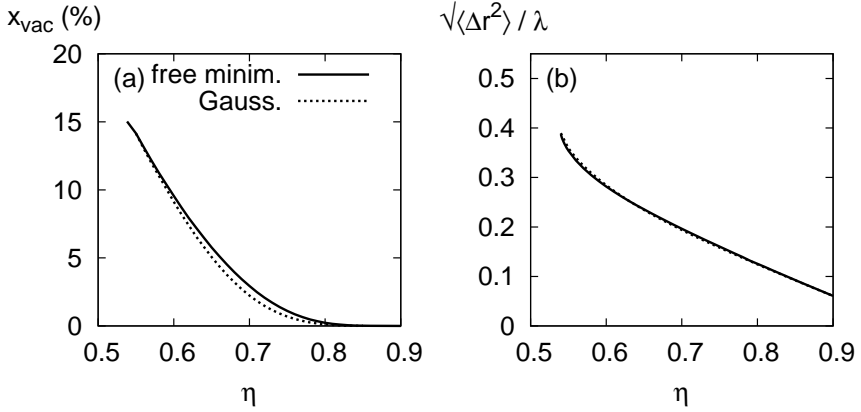 x_vac (%)
20
15
10
5
0
(a)
free minim.
Gauss.
0.5 0.6 0.7 0.8 0.9
η
√⟨Δr²⟩ / λ
0.5
0.4
0.3
0.2
0.1
0
(b)
0.5 0.6 0.7 0.8 0.9
η